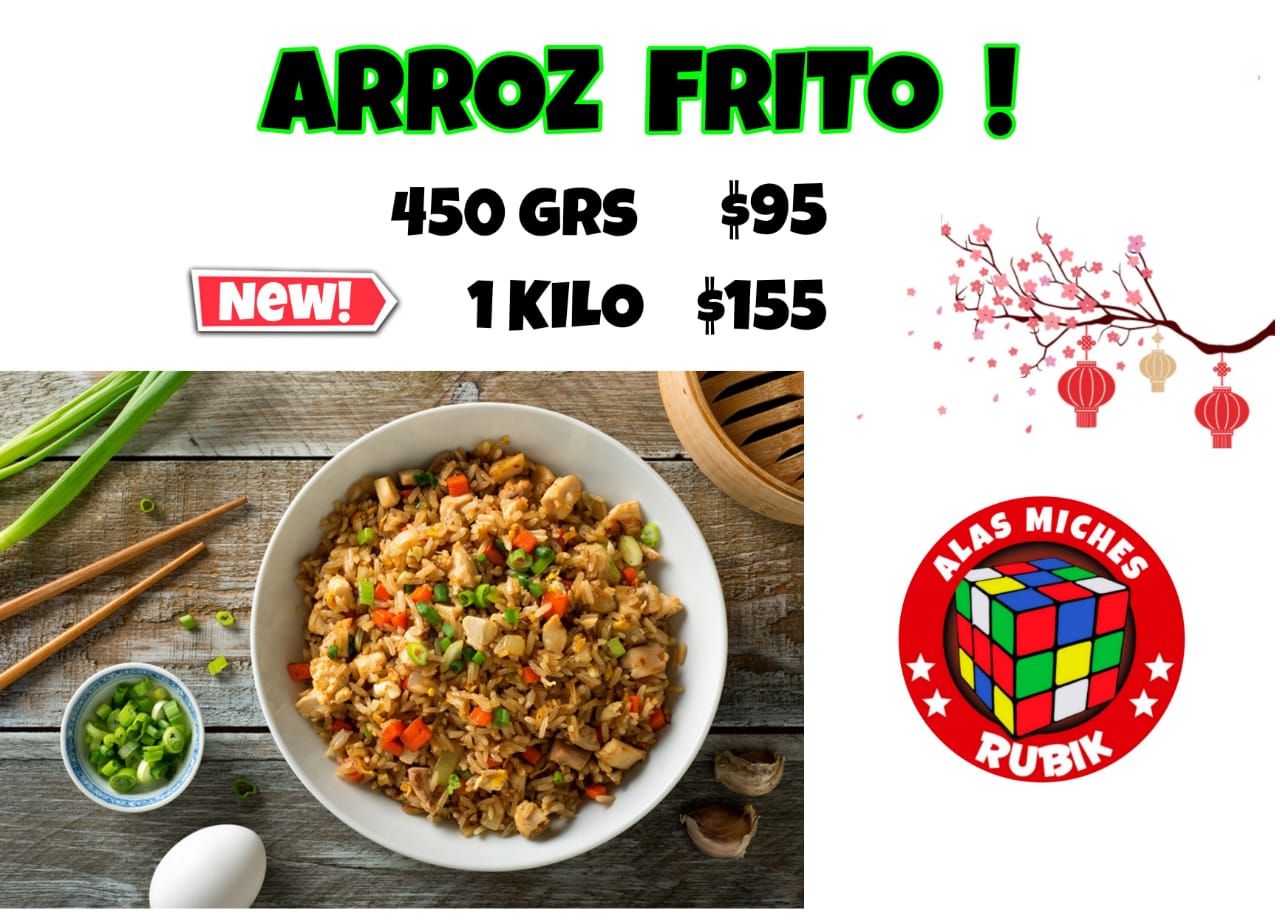 ARROZ FRITO !
450 GRS $95
NEW! 1 KILO $155
ALAS MICHES
RUBIK